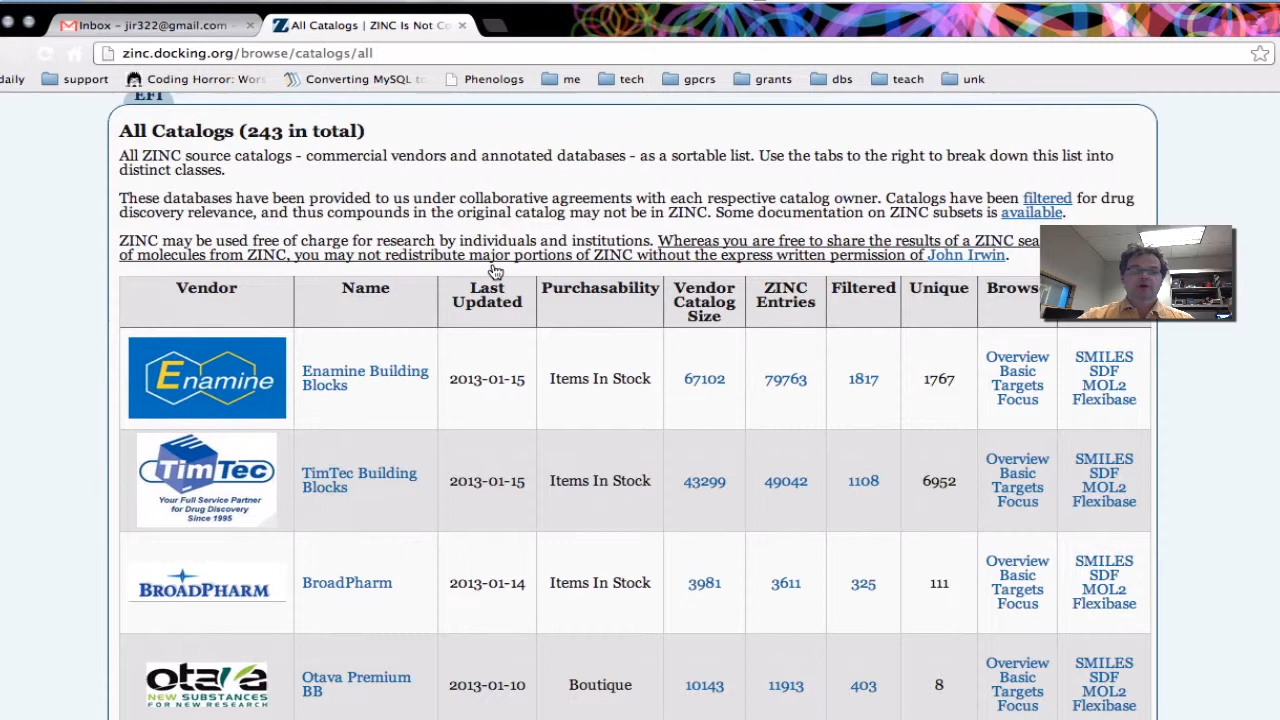 Inbox - jir322@gmail.com -
All Catalogs | ZINC Is Not Co
zinc.docking.org/browse/catalogs/all
daily support Coding Horror: Wors Converting MySQL to Phenologs me tech gpcrs grants dbs teach unk
EFI
All Catalogs (243 in total)
All ZINC source catalogs - commercial vendors and annotated databases - as a sortable list. Use the tabs to the right to break down this list into
distinct classes.
These databases have been provided to us under collaborative agreements with each respective catalog owner. Catalogs have been filtered for drug
discovery relevance, and thus compounds in the original catalog may not be in ZINC. Some documentation on ZINC subsets is available.
ZINC may be used free of charge for research by individuals and institutions. Whereas you are free to share the results of a ZINC sea
of molecules from ZINC, you may not redistribute major portions of ZINC without the express written permission of John Irwin.
Vendor Name Last Updated Purchasability Vendor Catalog Size ZINC Entries Filtered Unique Brows
Enamine
Enamine Building
Blocks
2013-01-15 Items In Stock 67102 79763 1817 1767
Overview
Basic
Targets
Focus
SMILES
SDF
MOL2
Flexibase
TimTec
Your Full Service Partner
for Drug Discovery
Since 1995
TimTec Building
Blocks
2013-01-15 Items In Stock 43299 49042 1108 6952
Overview
Basic
Targets
Focus
SMILES
SDF
MOL2
Flexibase
BROADPHARM
BroadPharm
2013-01-14 Items In Stock 3981 3611 325 111
Overview
Basic
Targets
Focus
SMILES
SDF
MOL2
Flexibase
otava
NEW SUBSTANCES
FOR NEW RESEARCH
Otava Premium
BB
2013-01-10 Boutique 10143 11913 403 8
Overview
Basic
Targets
Focus
SMILES
SDF
MOL2
Flexibase